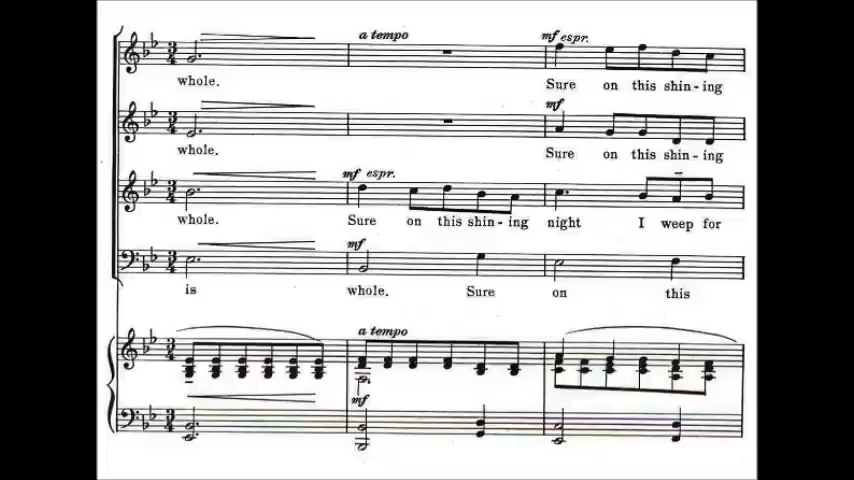 a tempo
mf espr.
whole. Sure on this shin - ing
mf
whole. Sure on this shin - ing
mf espr.
whole. Sure on this shin - ing night I weep for
mf
is whole. Sure on this
a tempo
mf